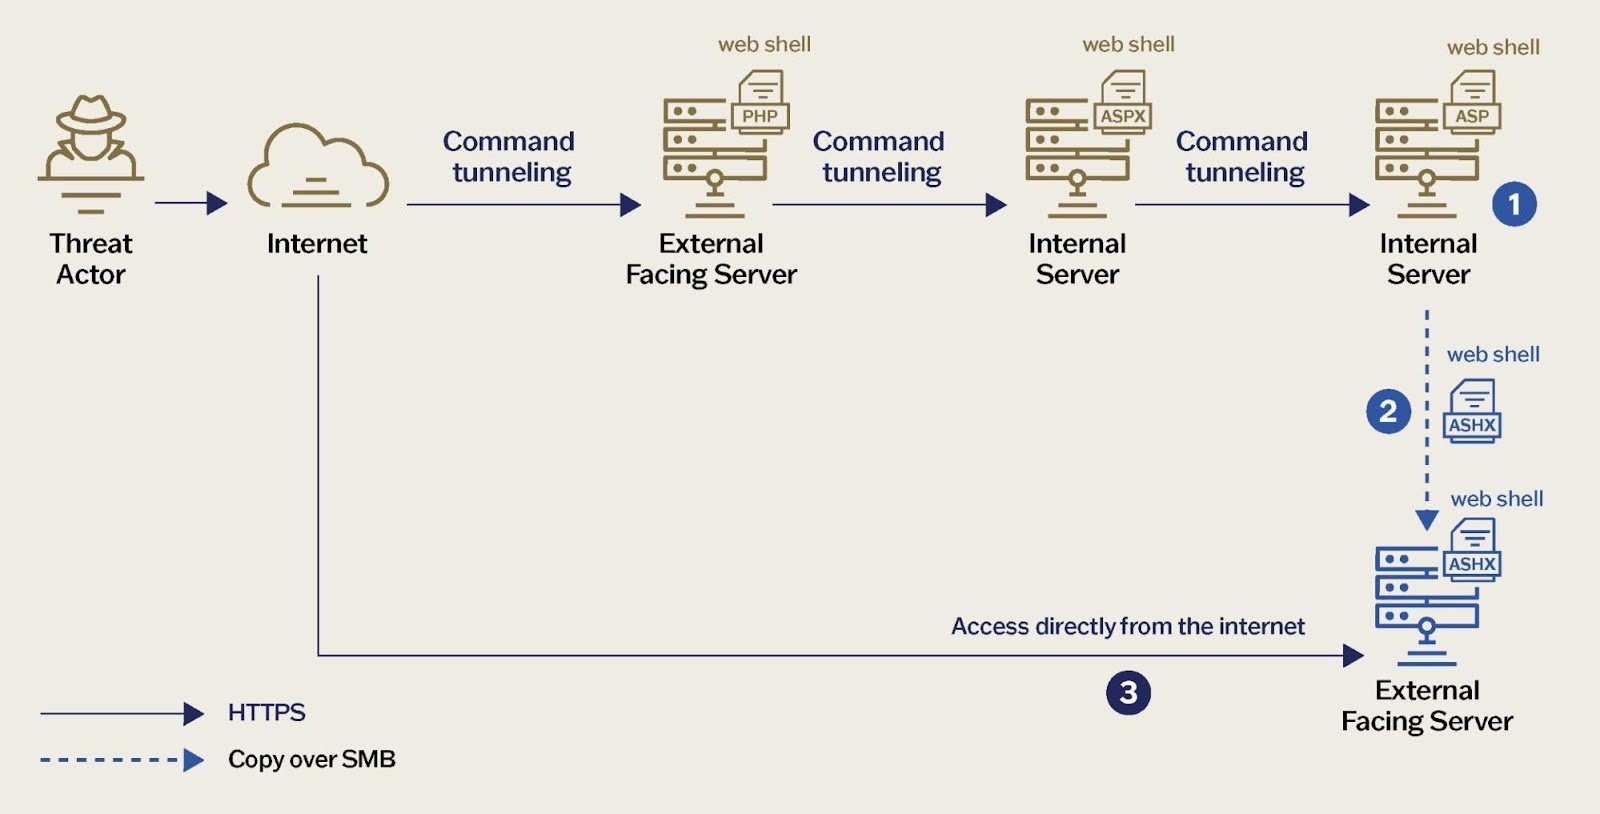 web shell
web shell
web shell
PHP
ASPX
ASP
Command
tunneling
Command
tunneling
Command
tunneling
1
Threat
Actor
Internet
External
Facing Server
Internal
Server
Internal
Server
web shell
2
ASHX
web shell
ASHX
Access directly from the internet
3
External
Facing Server
HTTPS
Copy over SMB